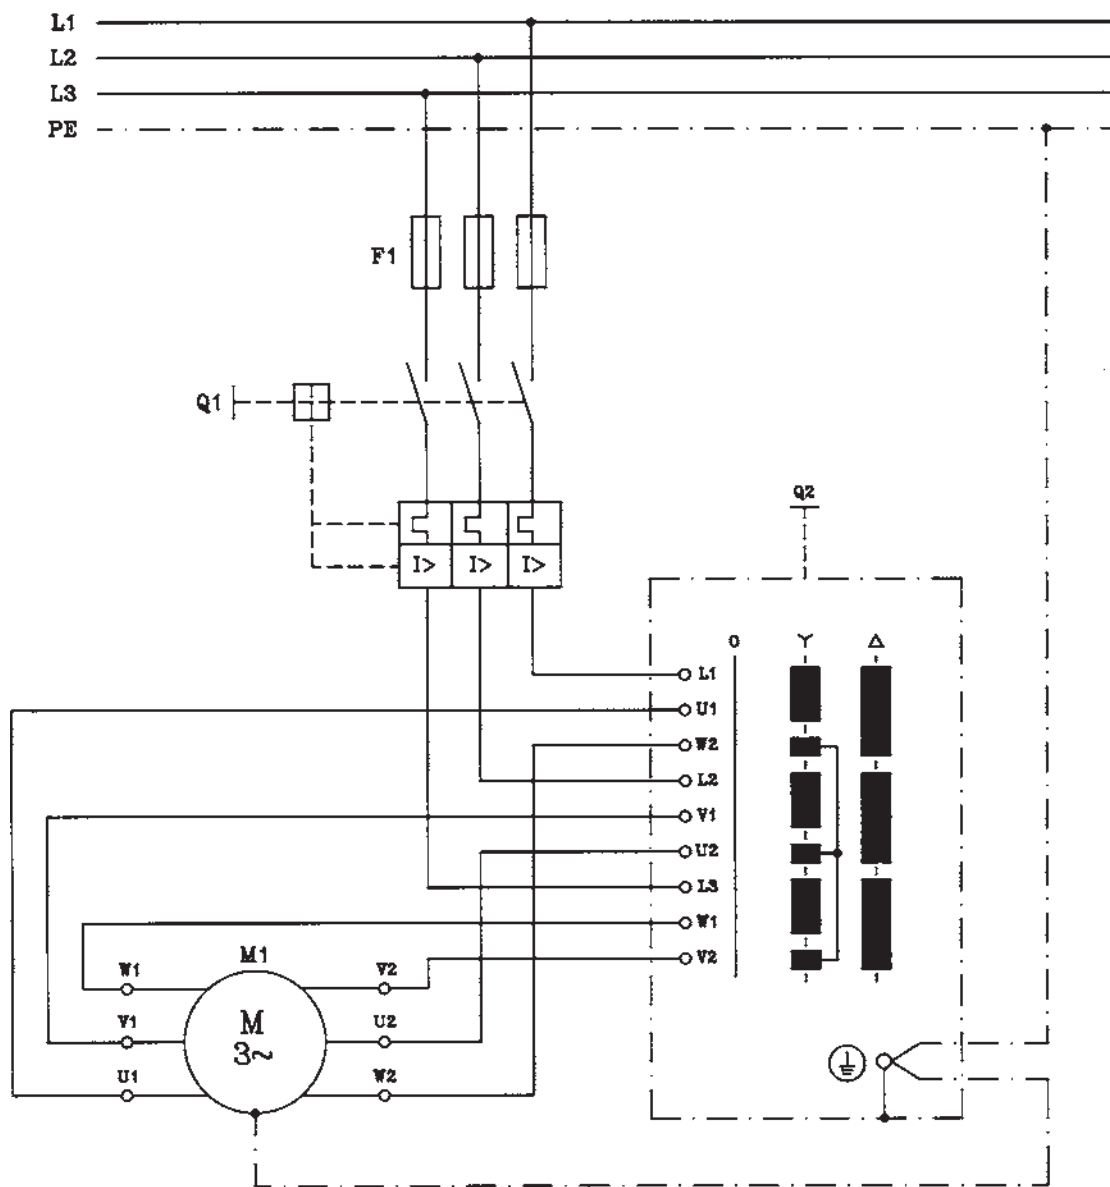 L1
L2
L3
PE
F1
Q1
Q2
I> I> I>
0 Y Δ
L1
U1
W2
L2
V1
U2
L3
W1
V2
M1
W1 V2
M
V1 U2
3~
U1 W2